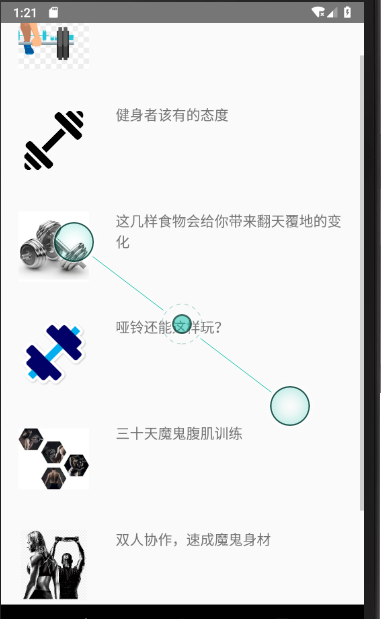 1:21
健身者该有的态度
这几样食物会给你带来翻天覆地的变
化
哑铃还能这样玩?
三十天魔鬼腹肌训练
双人协作，速成魔鬼身材